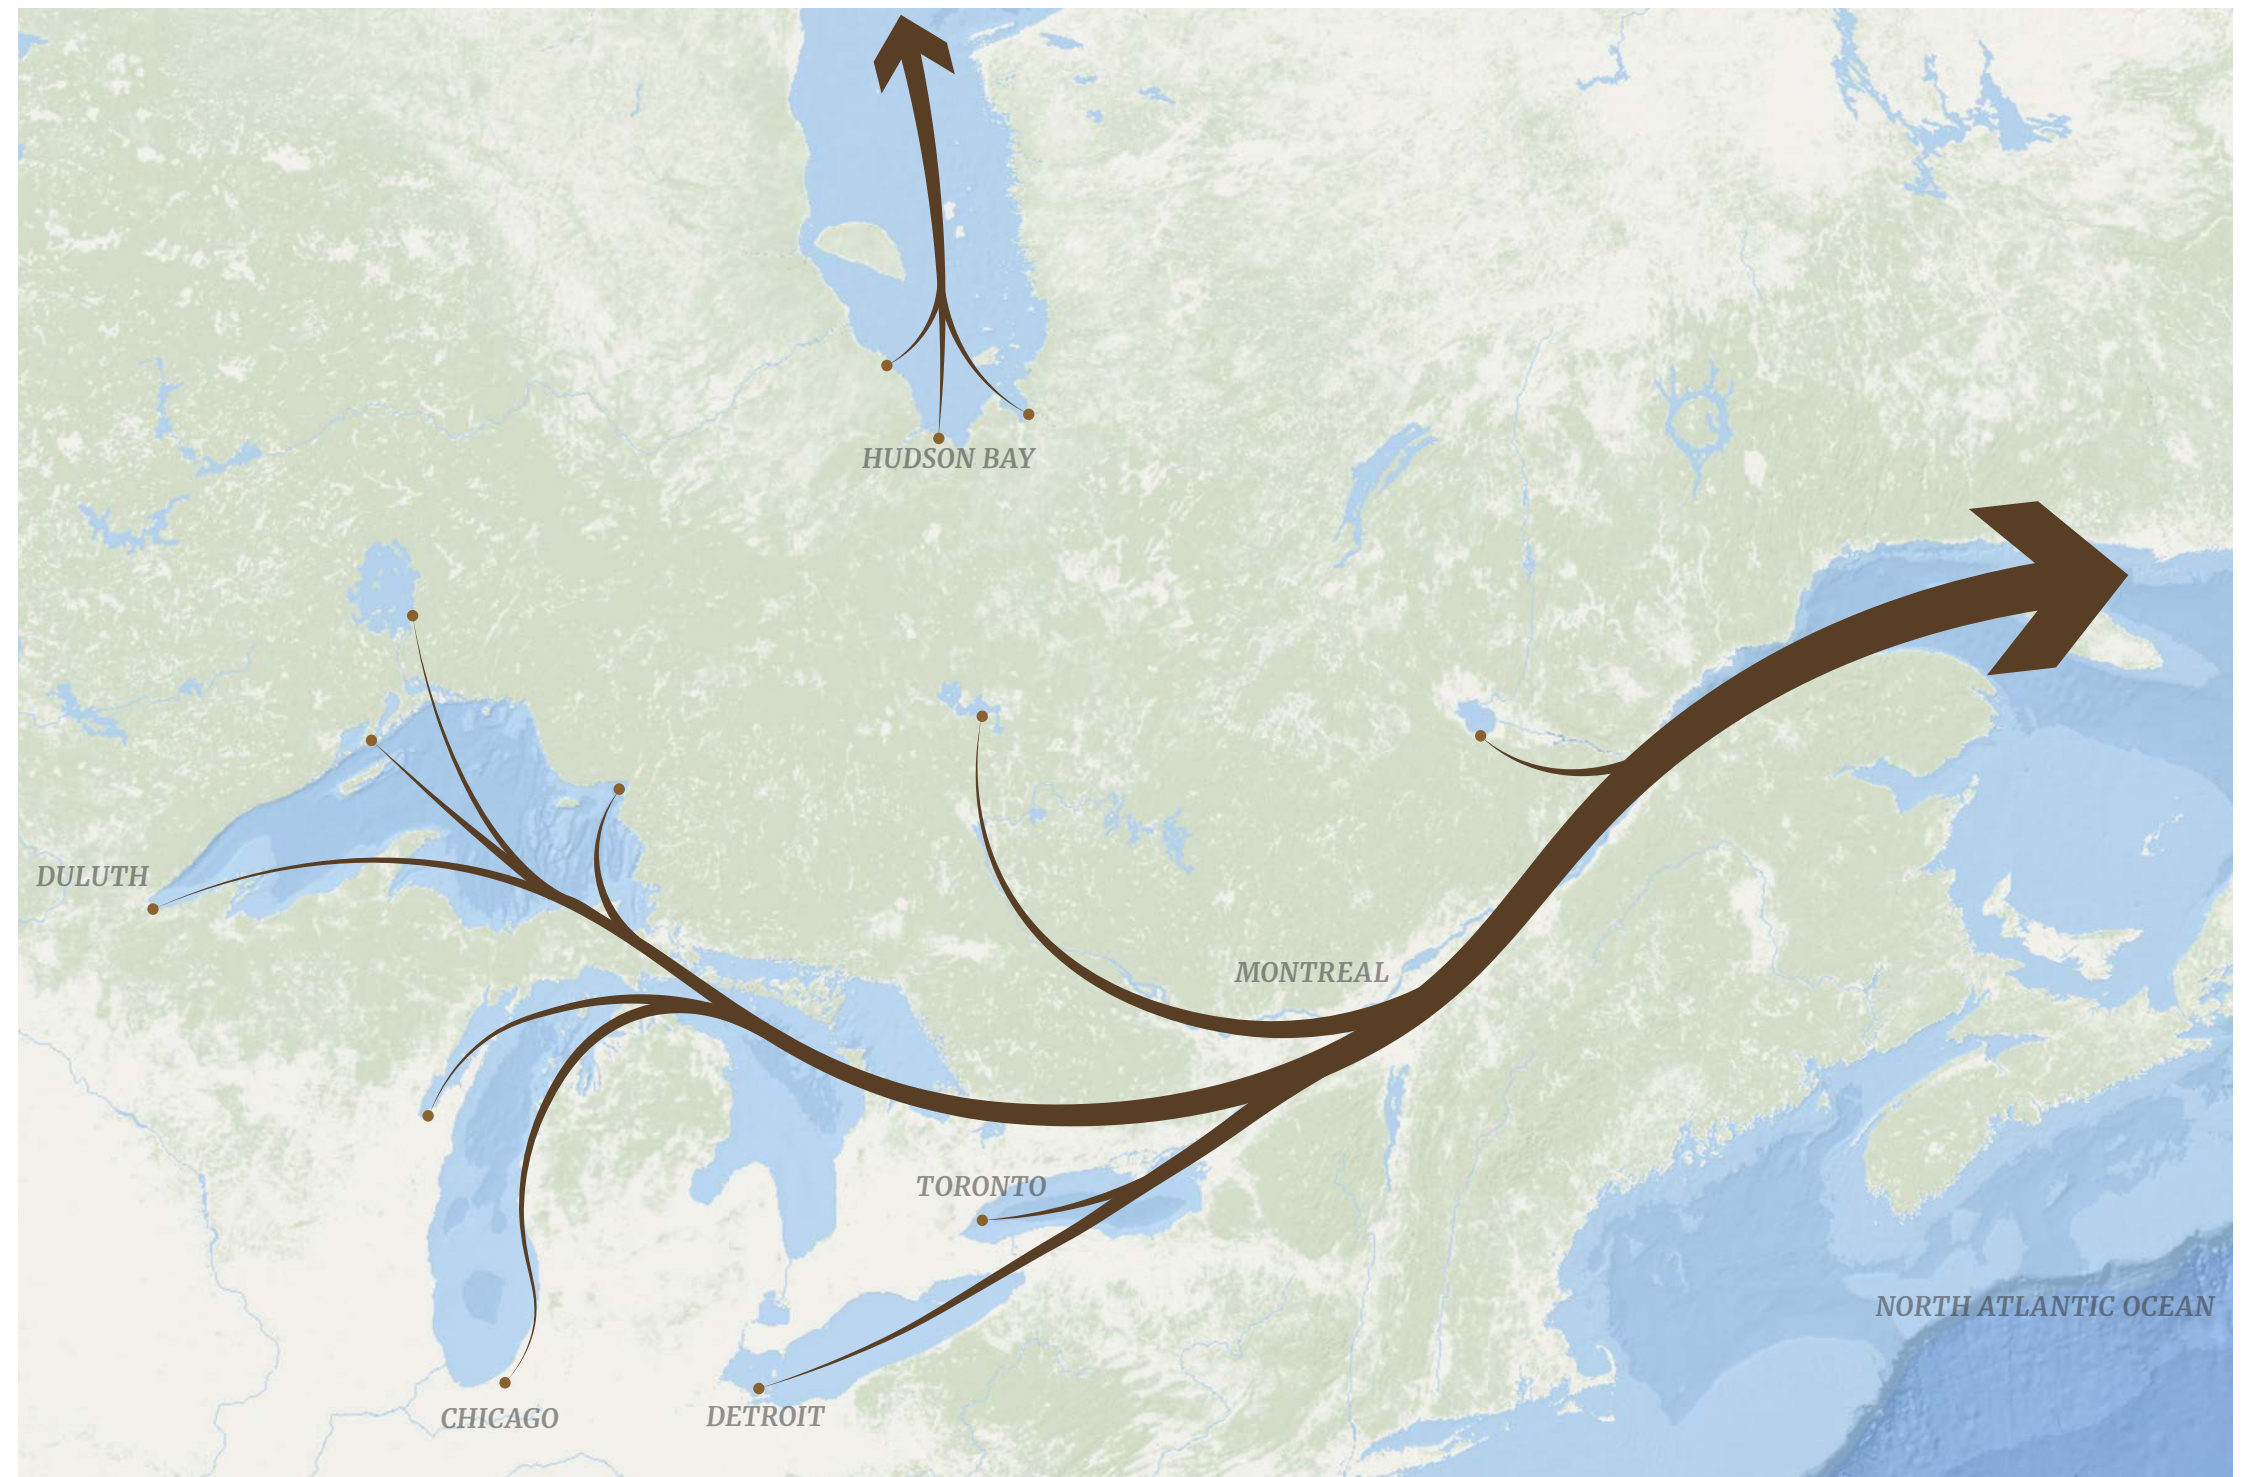 HUDSON BAY
DULUTH
MONTREAL
TORONTO
NORTH ATLANTIC OCEAN
CHICAGO
DETROIT